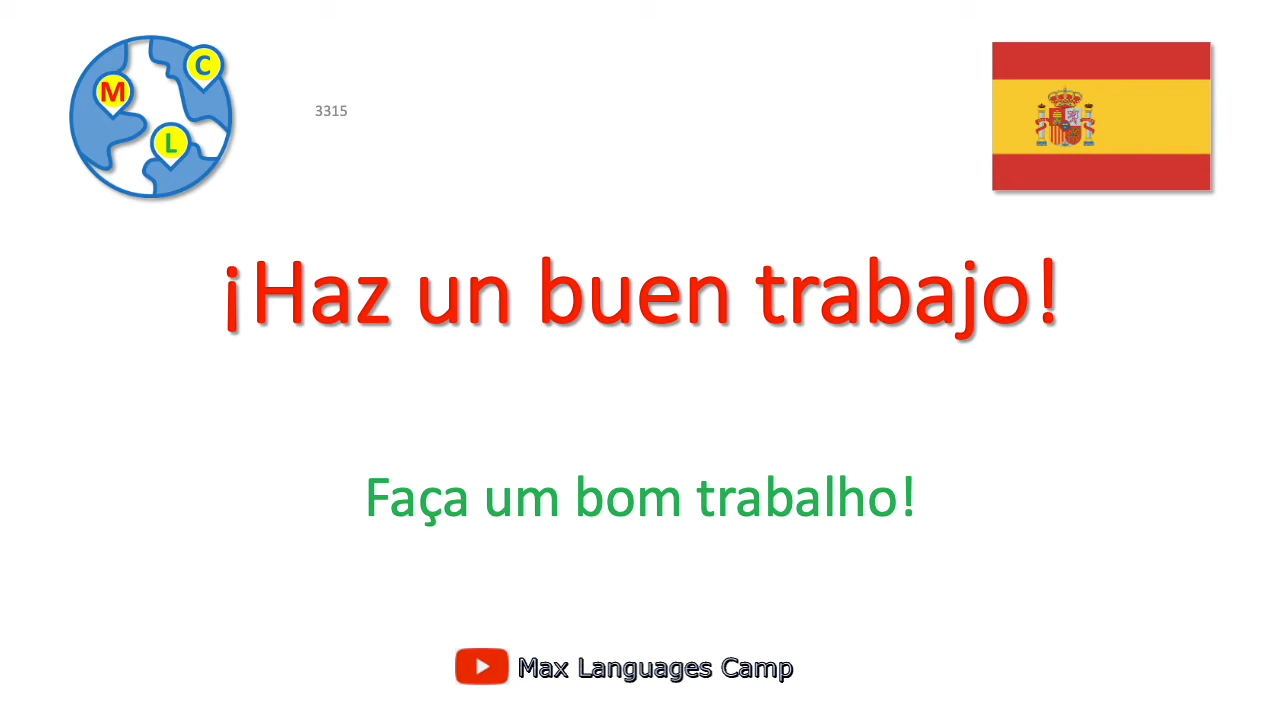 M
C
L
3315
¡Haz un buen trabajo!
Faça um bom trabalho!
Max Languages Camp